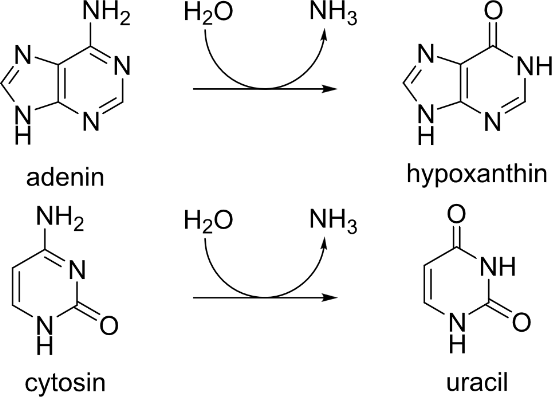 NH₂ H₂O NH₃ O
N N N NH
N H N N H N
adenin hypoxanthin
NH₂ H₂O NH₃ O
N NH
N H O N H O
cytosin uracil